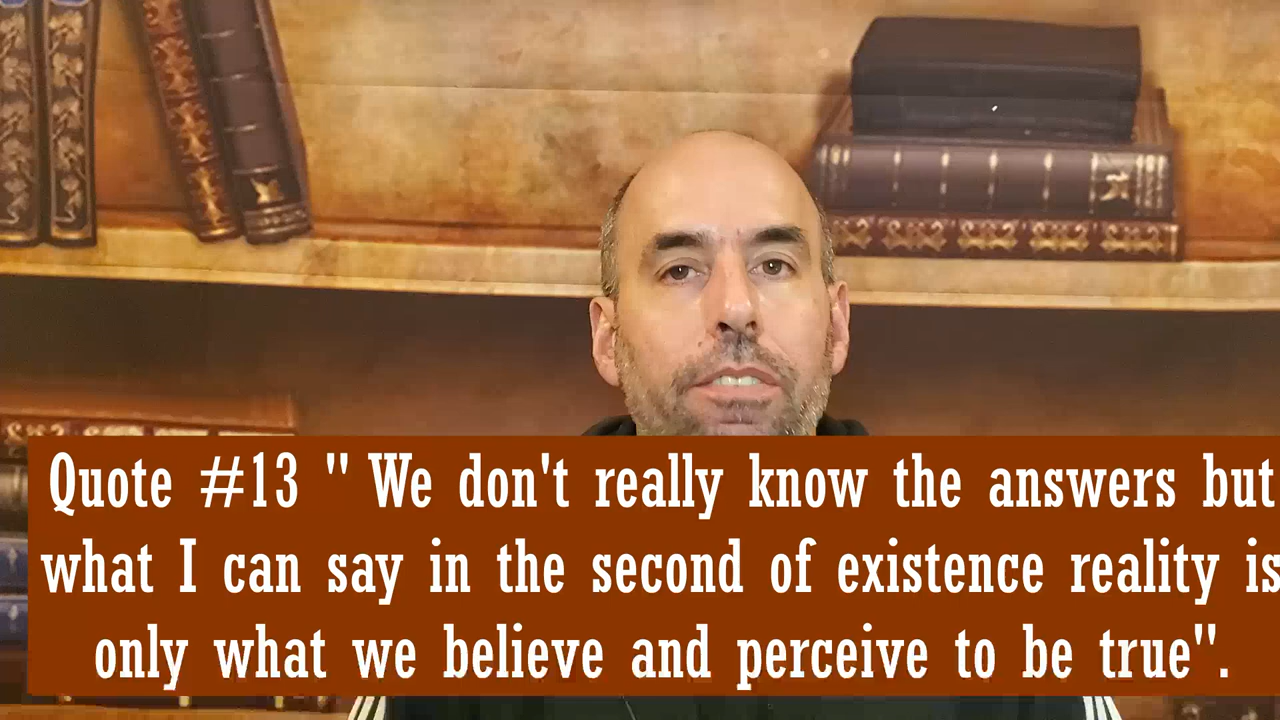 Quote #13 " We don't really know the answers but
what I can say in the second of existence reality is
only what we believe and perceive to be true".